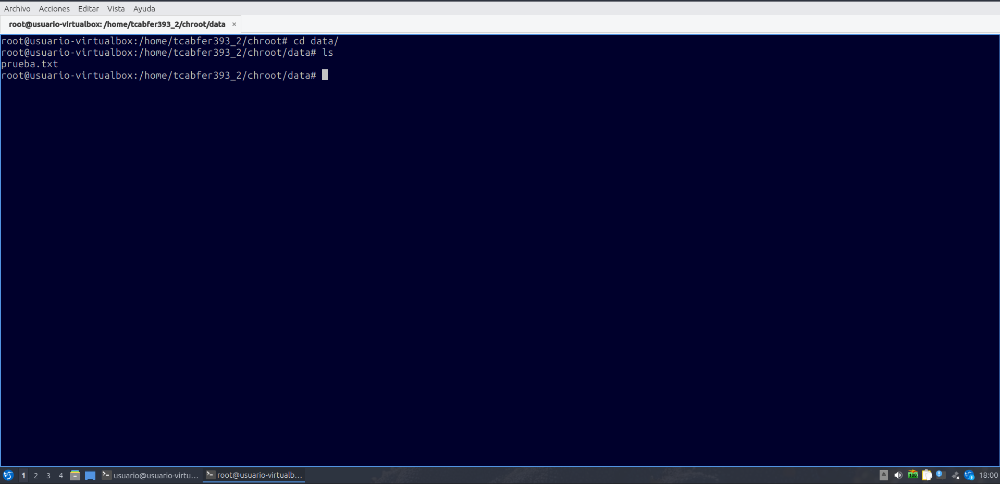 Archivo Acciones Editar Vista Ayuda
root@usuario-virtualbox: /home/tcabfer393_2/chroot/data ×
root@usuario-virtualbox:/home/tcabfer393_2/chroot# cd data/
root@usuario-virtualbox:/home/tcabfer393_2/chroot/data# ls
prueba.txt
root@usuario-virtualbox:/home/tcabfer393_2/chroot/data#
1 2 3 4 usuario@usuario-virtu… root@usuario-virtualb… 100 18:00